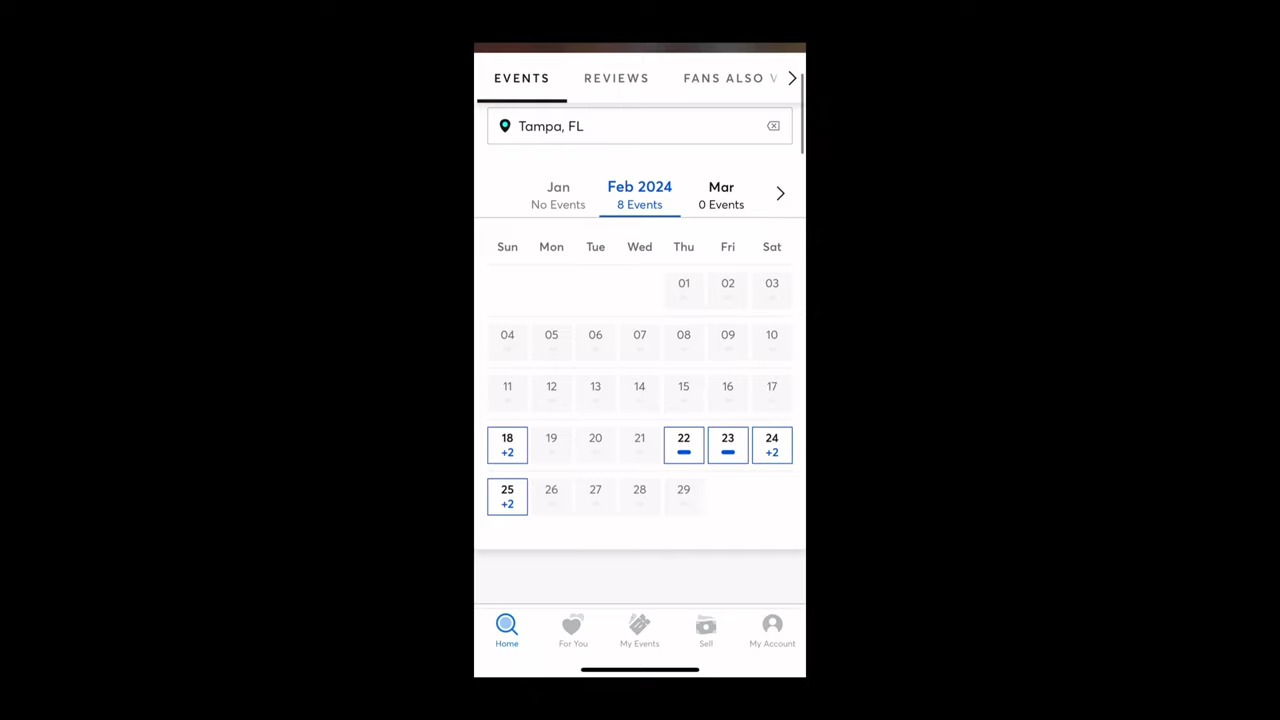 EVENTS REVIEWS FANS ALSO V
Tampa, FL
Jan Feb 2024 Mar
No Events 8 Events 0 Events
Sun Mon Tue Wed Thu Fri Sat
01 02 03
04 05 06 07 08 09 10
11 12 13 14 15 16 17
18 19 20 21 22 23 24
+2 +2
25 26 27 28 29
+2
Home For You My Events Sell My Account